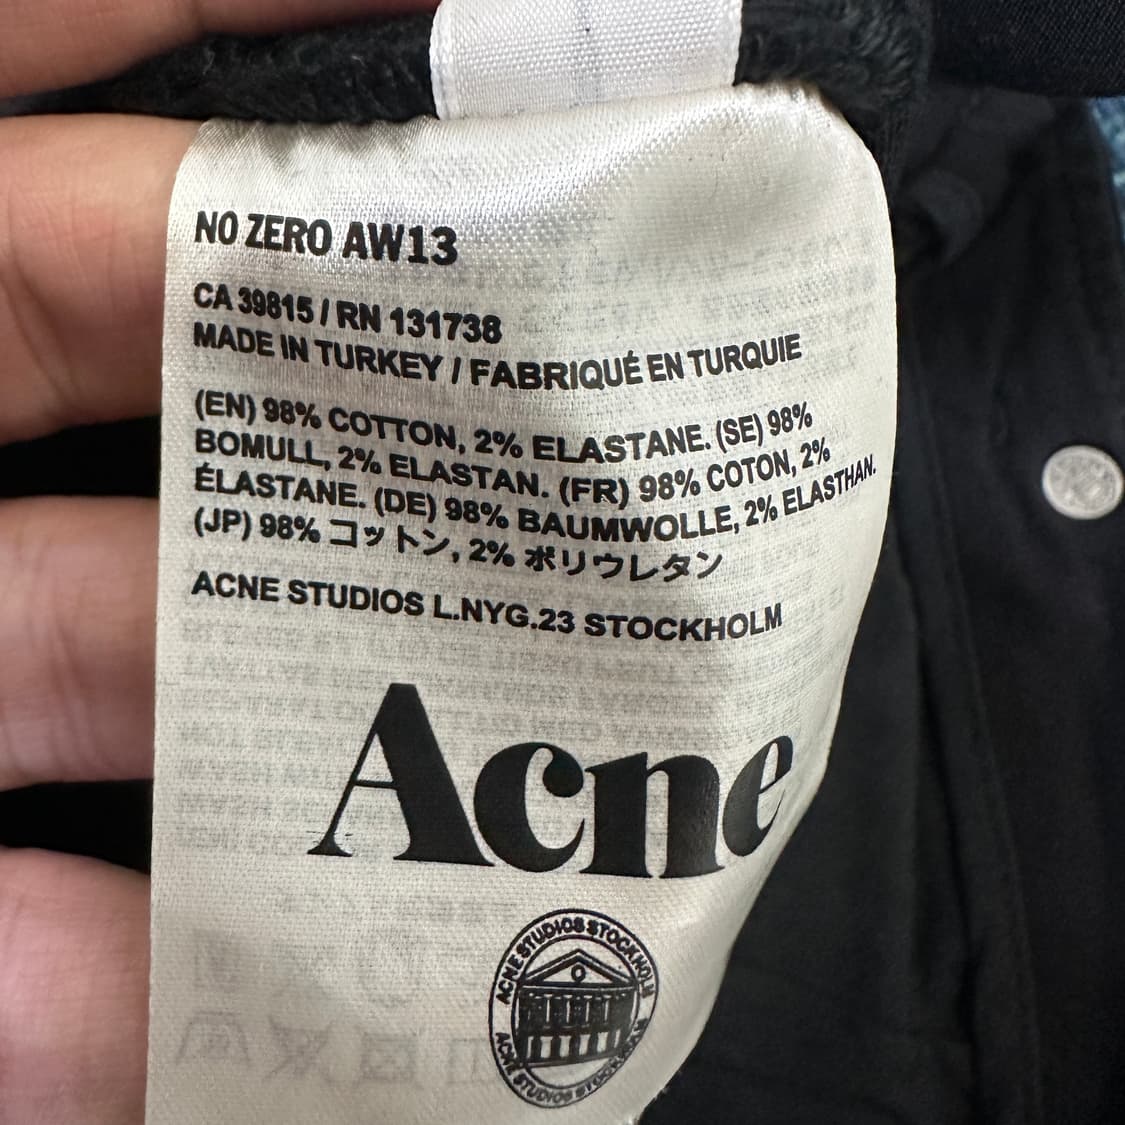 NO ZERO AW13
CA 39815 / RN 131738
MADE IN TURKEY / FABRIQUÉ EN TURQUIE
(EN) 98% COTTON, 2% ELASTANE. (SE) 98%
BOMULL, 2% ELASTAN. (FR) 98% COTON, 2%
ÉLASTANE. (DE) 98% BAUMWOLLE, 2% ELASTHAN.
(JP) 98% コットン, 2% ポリウレタン
ACNE STUDIOS L.NYG.23 STOCKHOLM
Acne
ACNE STUDIOS STOCKHOLM
ACNE STUDIOS STOCKHOLM